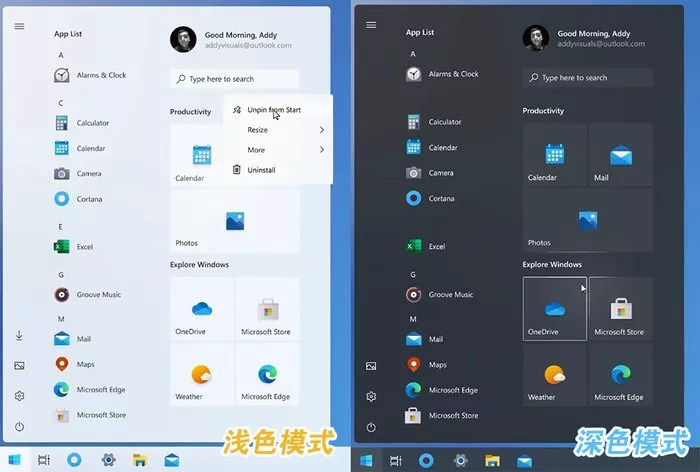 App List
A
Alarms & Clock
C
Calculator
Calendar
Camera
Cortana
E
Excel
G
Groove Music
M
Mail
Maps
Microsoft Edge
Microsoft Store
Good Morning, Addy
addyvisuals@outlook.com
Type here to search
Productivity
Unpin from Start
Resize
More
Uninstall
Calendar
Photos
Explore Windows
OneDrive
Microsoft Store
Weather
Microsoft Edge
浅色模式
App List
A
Alarms & Clock
Calculator
Calendar
Camera
Cortana
Excel
G
Groove Music
M
Mail
Maps
Microsoft Edge
Microsoft Store
Good Morning, Addy
addyvisuals@outlook.com
Type here to search
Productivity
Calendar
Mail
Photos
Explore Windows
OneDrive
Microsoft Store
Weather
Microsoft Edge
深色模式